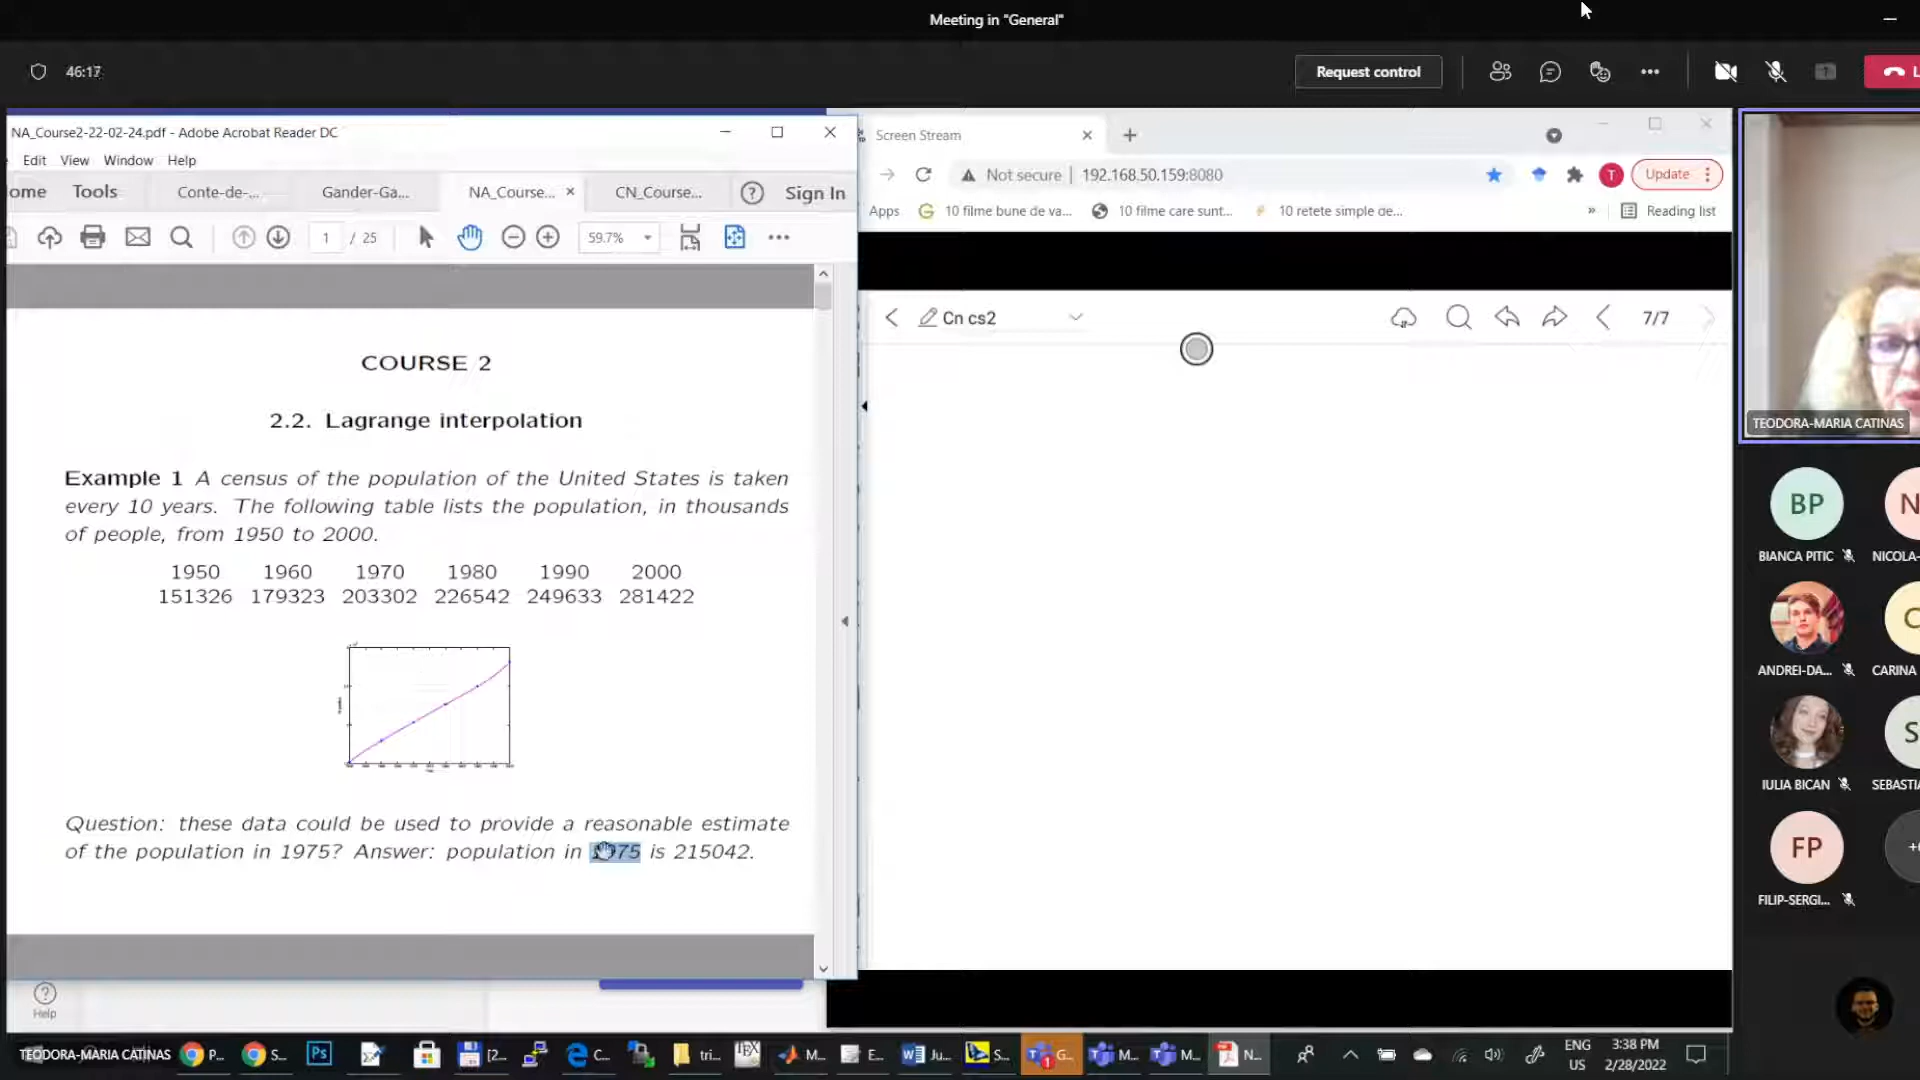 Meeting in "General"
46:17
Request control
L
NA_Course2-22-02-24.pdf - Adobe Acrobat Reader DC
Edit View Window Help
ome Tools Conte-de-... Gander-Ga... NA_Course... CN_Course... Sign In
1 / 25 59.7%
COURSE 2
2.2. Lagrange interpolation
Example 1 A census of the population of the United States is taken
every 10 years. The following table lists the population, in thousands
of people, from 1950 to 2000.
1950 1960 1970 1980 1990 2000
151326 179323 203302 226542 249633 281422
Question: these data could be used to provide a reasonable estimate
of the population in 1975? Answer: population in 1975 is 215042.
Help
Screen Stream
Not secure | 192.168.50.159:8080
T Update
Apps 10 filme bune de va... 10 filme care sunt... 10 retete simple de... » Reading list
Cn cs2 7/7
TEODORA-MARIA CATINAS
BP N
BIANCA PITIC NICOLA-
C
ANDREI-DA... CARINA
S
IULIA BICAN SEBASTIA
FP
FILIP-SERGI...
TEODORA-MARIA CATINAS P... S... Ps [2... C... tri... TEX M... E... Ju... S... G... M... M... N...
ENG
US
3:38 PM
2/28/2022